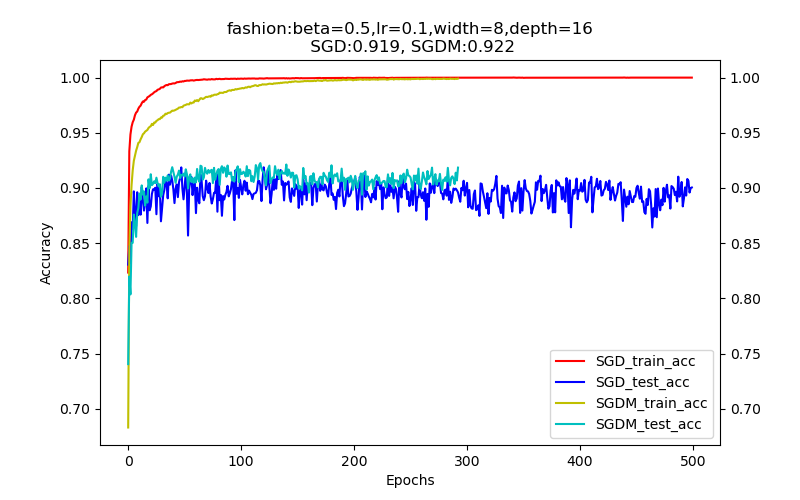 fashion:beta=0.5,lr=0.1,width=8,depth=16
SGD:0.919, SGDM:0.922
1.00
0.95
0.90
0.85
0.80
0.75
0.70
Accuracy
1.00
0.95
0.90
0.85
0.80
0.75
0.70
SGD_train_acc
SGD_test_acc
SGDM_train_acc
SGDM_test_acc
0
100
200
300
400
500
Epochs